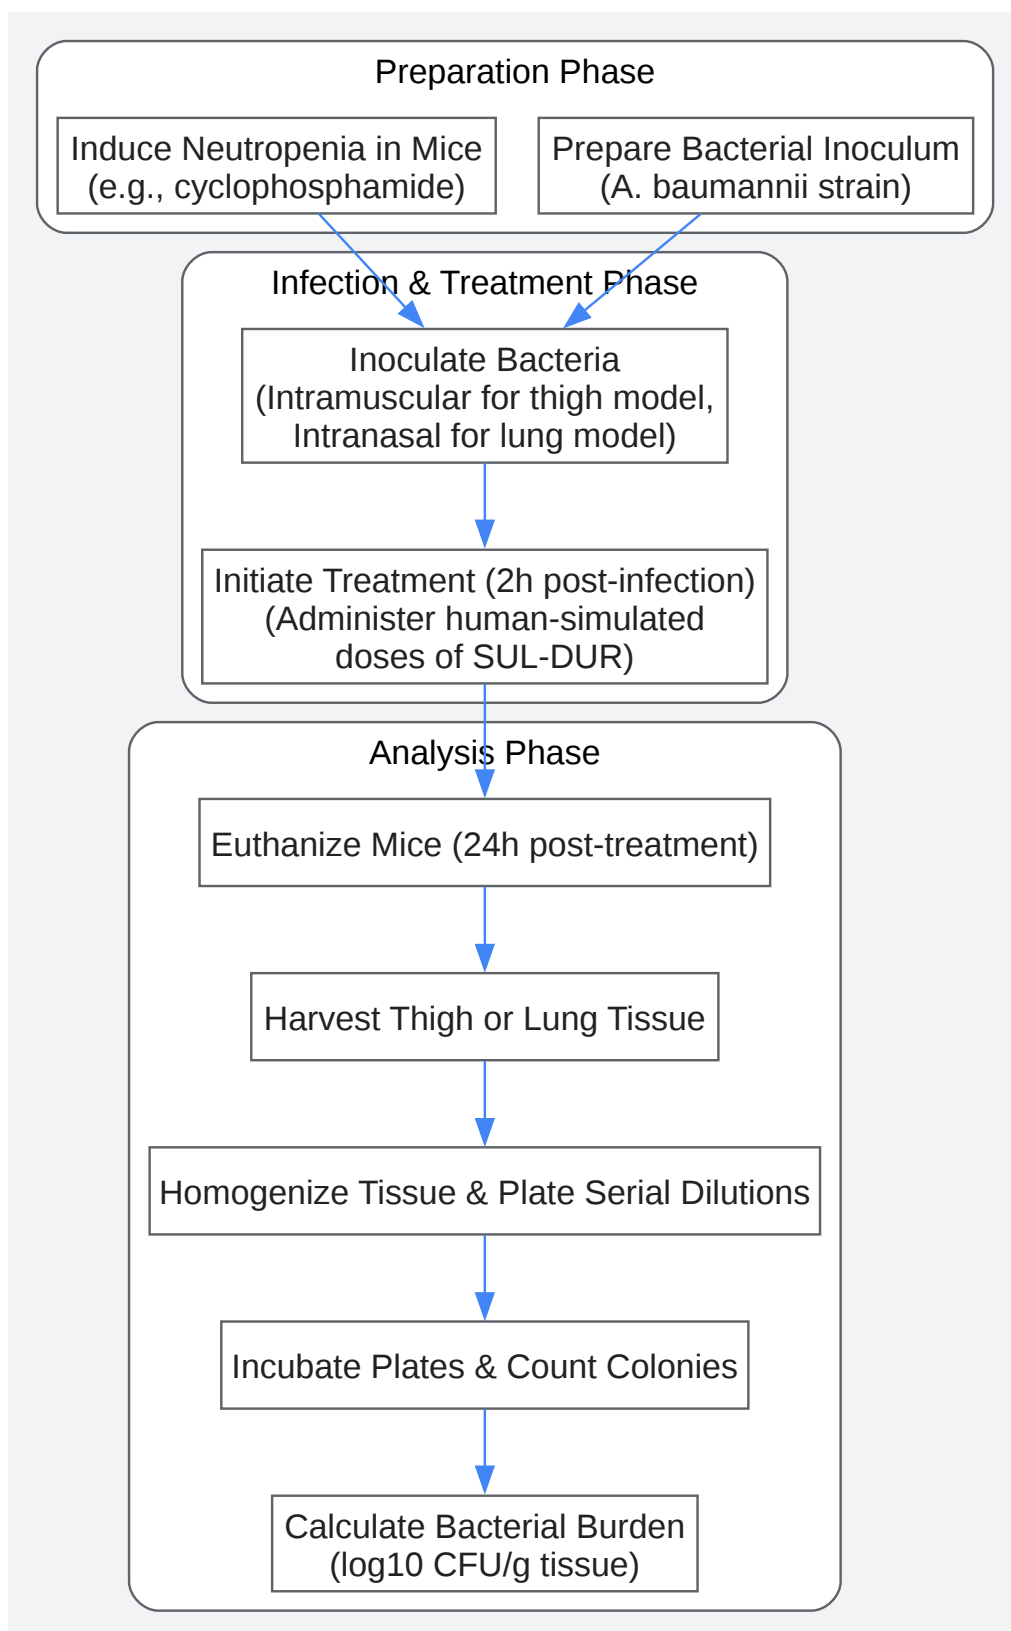 Preparation Phase
Induce Neutropenia in Mice
(e.g., cyclophosphamide)
Prepare Bacterial Inoculum
(A. baumannii strain)
Infection & Treatment Phase
Inoculate Bacteria
(Intramuscular for thigh model,
Intranasal for lung model)
Initiate Treatment (2h post-infection)
(Administer human-simulated
doses of SUL-DUR)
Analysis Phase
Euthanize Mice (24h post-treatment)
Harvest Thigh or Lung Tissue
Homogenize Tissue & Plate Serial Dilutions
Incubate Plates & Count Colonies
Calculate Bacterial Burden
(log10 CFU/g tissue)